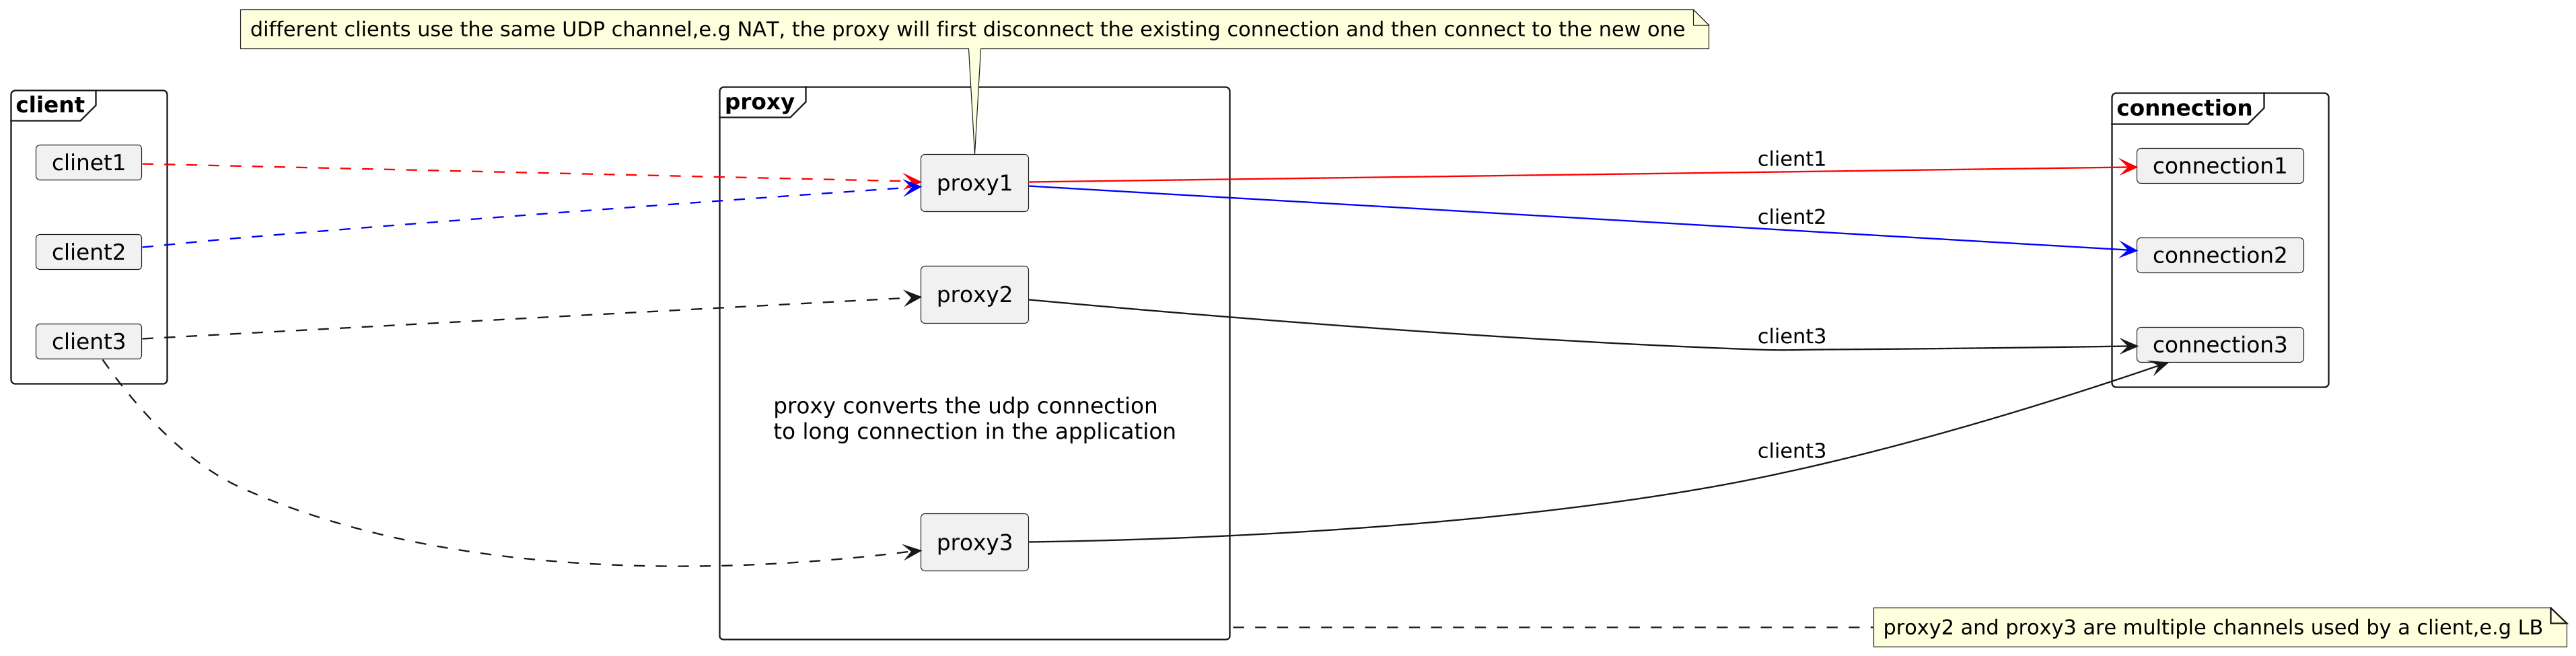 different clients use the same UDP channel,e.g NAT, the proxy will first disconnect the existing connection and then connect to the new one
client
clinet1
client2
client3
proxy
proxy1
proxy2
proxy converts the udp connection
to long connection in the application
proxy3
client1
client2
client3
client3
connection
connection1
connection2
connection3
proxy2 and proxy3 are multiple channels used by a client,e.g LB